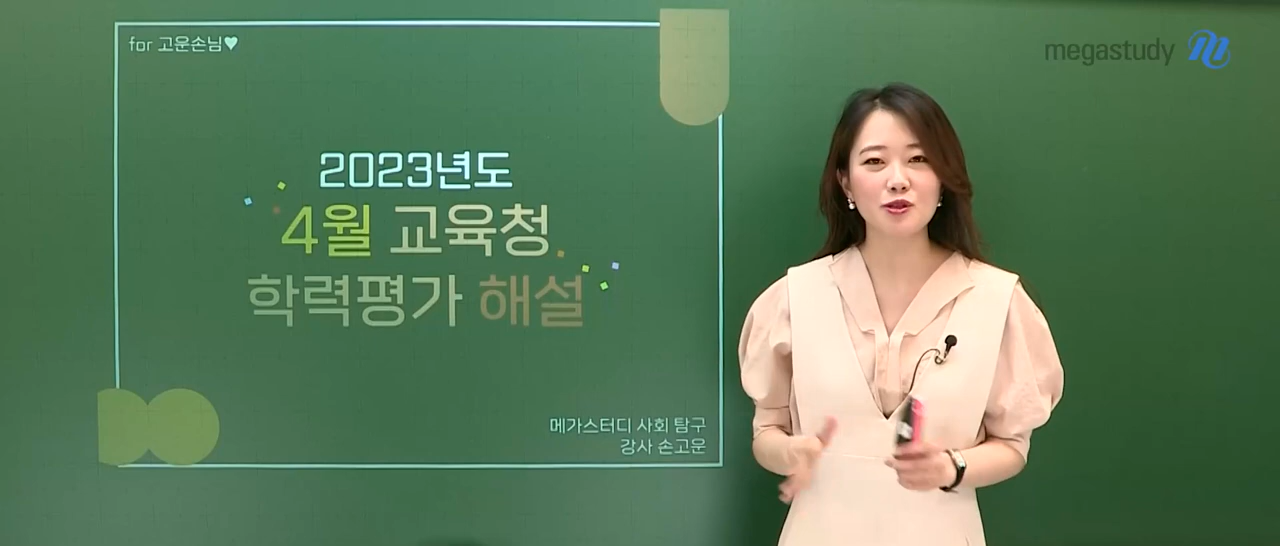 for 고운손님♥
megastudy
2023년도
4월 교육청
학력평가 해설
메가스터디 사회 탐구
강사 손고운